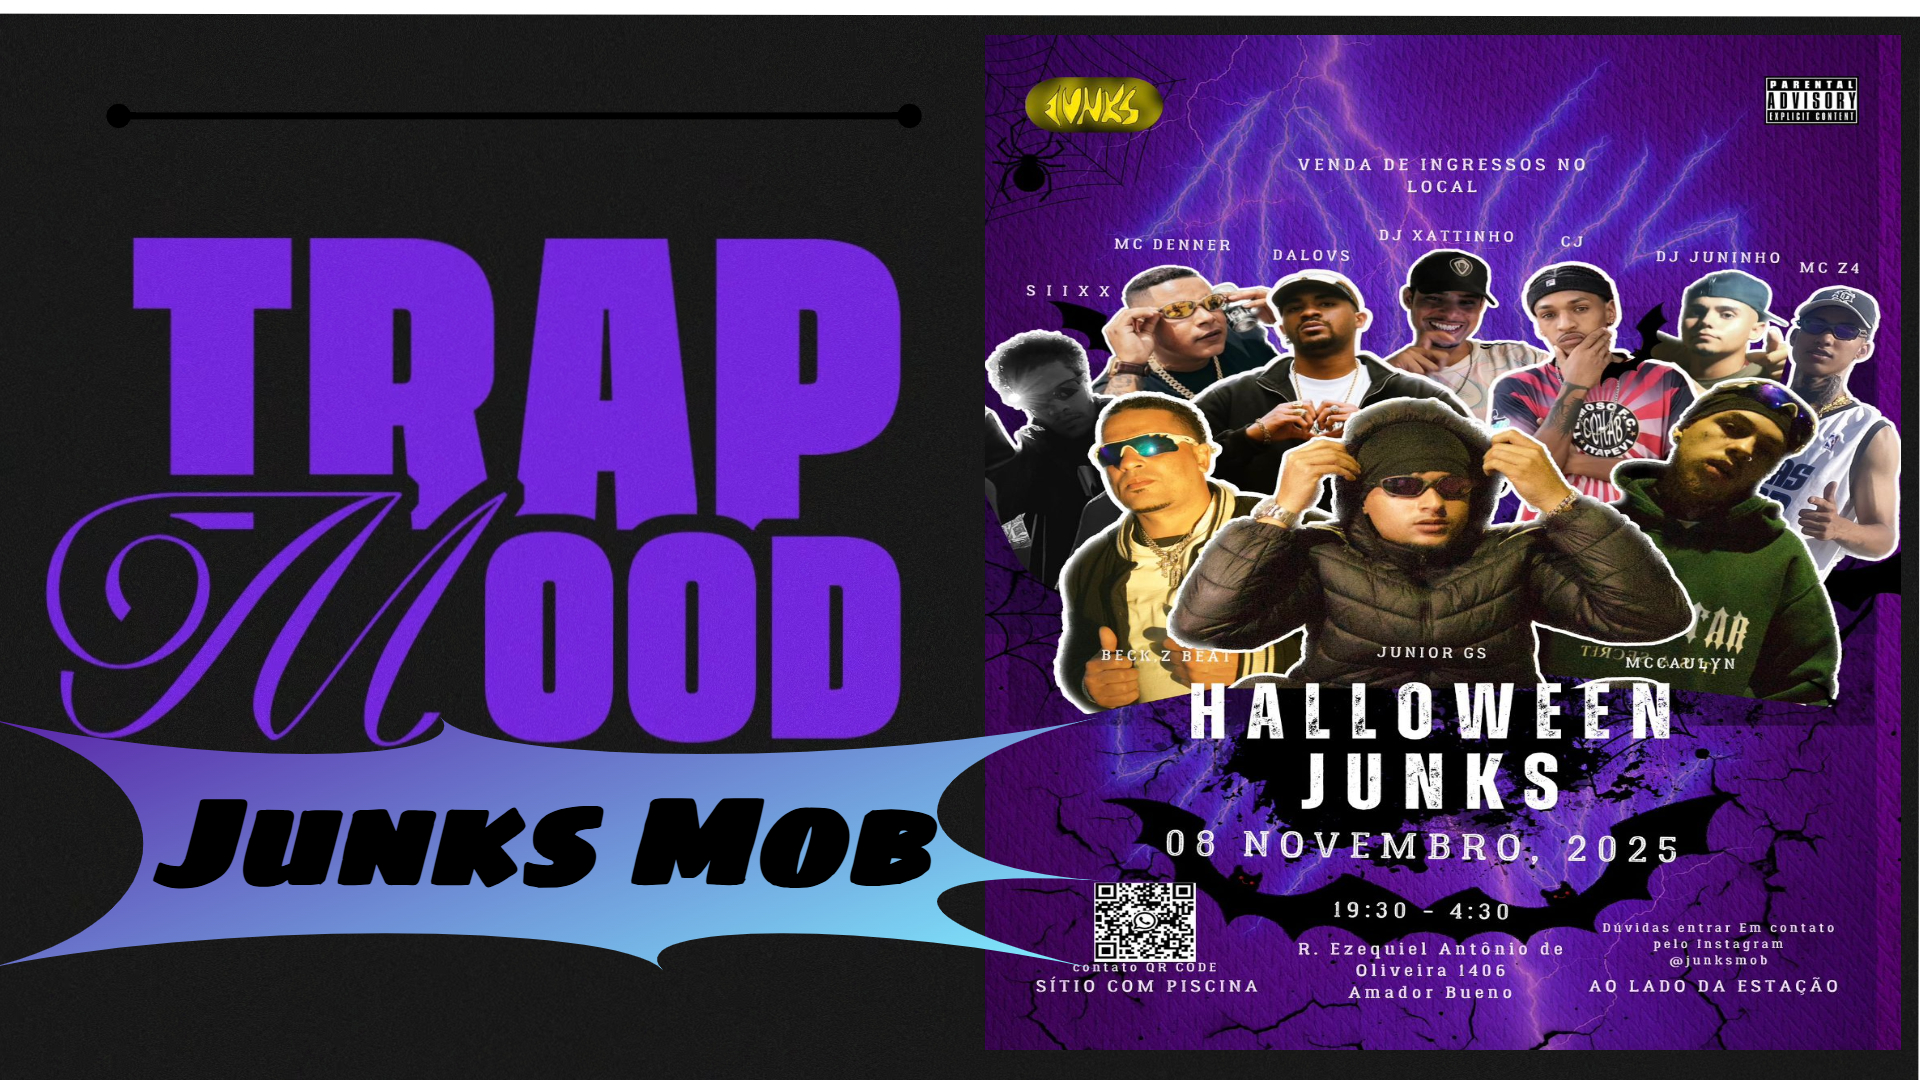 TRAP
MOOD
JUNKS MOB
JUNKS
PARENTAL
ADVISORY
EXPLICIT CONTENT
VENDA DE INGRESSOS NO
LOCAL
MC DENNER
DALOVS
DJ XATTINHO
CJ
DJ JUNINHO
MC Z4
SIIXX
COHAB
ITAPEVI
BECK.Z BEAT
JUNIOR GS
MCCAULYN
HALLOWEEN
JUNKS
08 NOVEMBRO, 2025
19:30 - 4:30
R. Ezequiel Antônio de
Oliveira 1406
Amador Bueno
contato QR CODE
SÍTIO COM PISCINA
Dúvidas entrar Em contato
pelo Instagram
@junksmob
AO LADO DA ESTAÇÃO